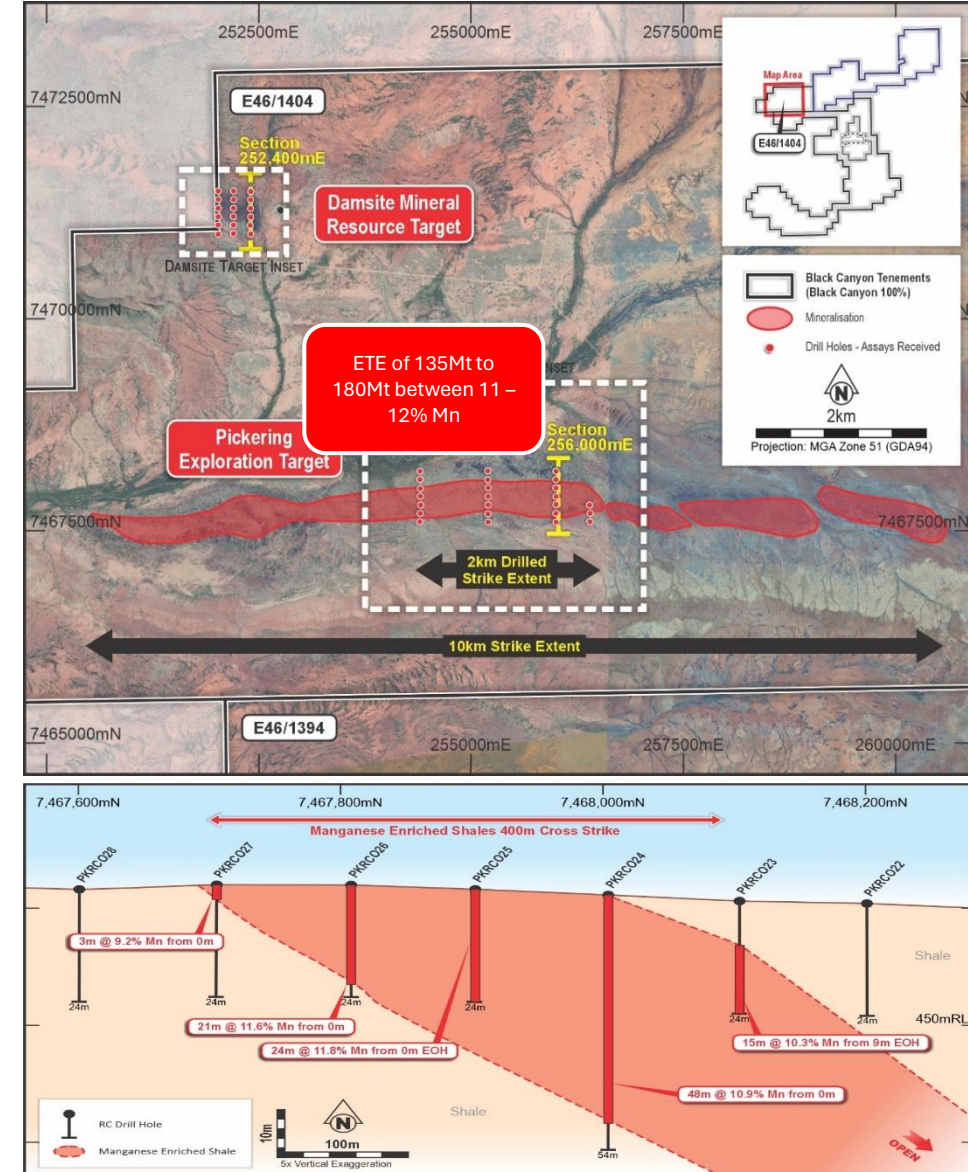 252500mE
255000mE
257500mE
7472500mN
E46/1404
Section
252,400mE
Damsite Mineral
Resource Target
DAMSITE TARGET INSET
7470000mN
ETE of 135Mt to
180Mt between 11 –
12% Mn
NSET
Pickering
Exploration Target
Section
256,000mE
7467500mN
7467500mN
2km Drilled
Strike Extent
10km Strike Extent
7465000mN
E46/1394
255000mE
257500mE
260000mE
Map Area
E46/1404
Black Canyon Tenements
(Black Canyon 100%)
Mineralisation
Drill Holes - Assays Received
N
2km
Projection: MGA Zone 51 (GDA94)
7,467,600mN
7,467,800mN
7,468,000mN
7,468,200mN
Manganese Enriched Shales 400m Cross Strike
PKRC028
PKRC027
PKRC026
PKRC025
PKRC024
PKRC023
PKRC022
3m @ 9.2% Mn from 0m
Shale
24m
24m
24m
24m
24m
24m
450mRL
21m @ 11.6% Mn from 0m
24m @ 11.8% Mn from 0m EOH
15m @ 10.3% Mn from 9m EOH
48m @ 10.9% Mn from 0m
Shale
54m
OPEN
RC Drill Hole
Manganese Enriched Shale
10m
N
100m
5x Vertical Exaggeration